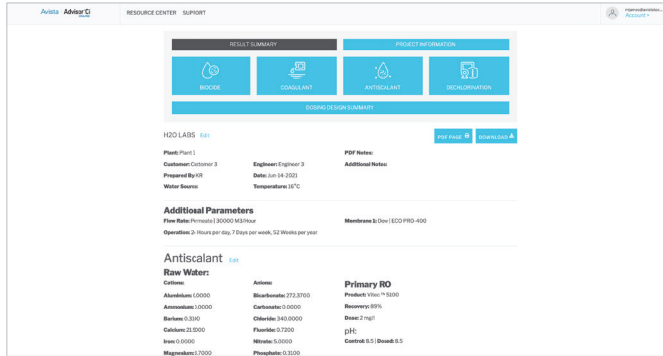 Avista Advisor Ci
ONLINE
RESOURCE CENTER SUPPORT
Account
RESULT SUMMARY PROJECT INFORMATION
BIOCIDE COAGULANT ANTISCALANT DECHLORINATION
DOSING DESIGN SUMMARY
H2O LABS Edit
PDF PAGE DOWNLOAD
Plant: Plant 1 PDF Notes:
Customer: Customer 3 Engineer: Engineer 3 Additional Notes:
Prepared By KR Date: Jun-14-2021
Water Source: Temperature: 16°C
Additional Parameters
Flow Rate: Permeate | 30000 M3/Hour Membrane 1: Dow | ECO PRO-400
Operation: 2- Hours per day, 7 Days per week, 52 Weeks per year
Antiscalant Edit
Raw Water:
Cations: Anions: Primary RO
Aluminium: 1.0000 Bicarbonate: 272.3700 Product: Vitec ™ 5100
Ammonium: 1.0000 Carbonate: 0.0000 Recovery: 89%
Barium: 0.3110 Chloride: 340.0000 Dose: 2 mg/l
Calcium: 21.9300 Fluoride: 0.7200 pH:
Iron: 0.0000 Nitrate: 5.0000 Control: 8.5 | Dosed: 8.5
Magnesium: 1.7000 Phosphate: 0.3100